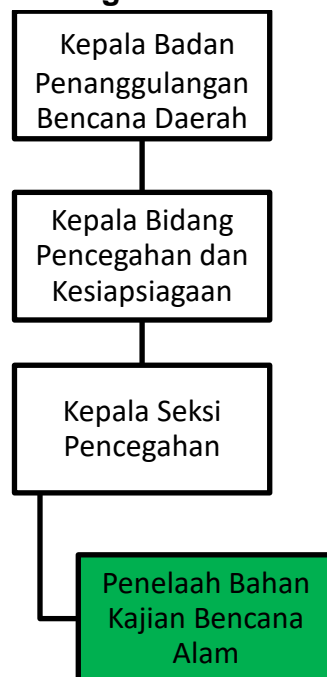 Kepala Badan
Penanggulangan
Bencana Daerah
Kepala Bidang
Pencegahan dan
Kesiapsiagaan
Kepala Seksi
Pencegahan
Penelaah Bahan
Kajian Bencana
Alam